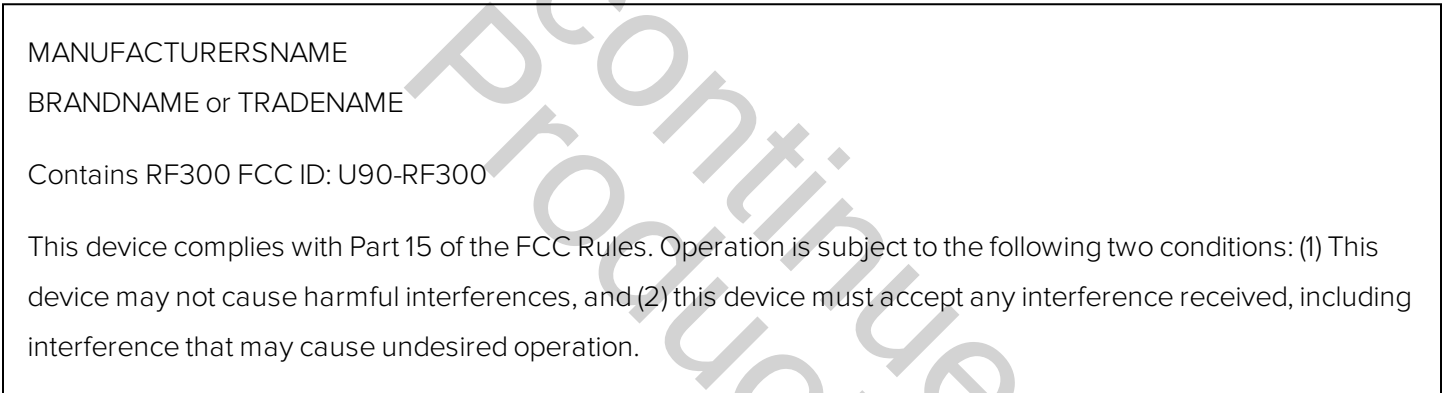 MANUFACTURERSNAME
BRANDNAME or TRADENAME
Contains RF300 FCC ID: U90-RF300
This device complies with Part 15 of the FCC Rules. Operation is subject to the following two conditions: (1) This
device may not cause harmful interferences, and (2) this device must accept any interference received, including
interference that may cause undesired operation.